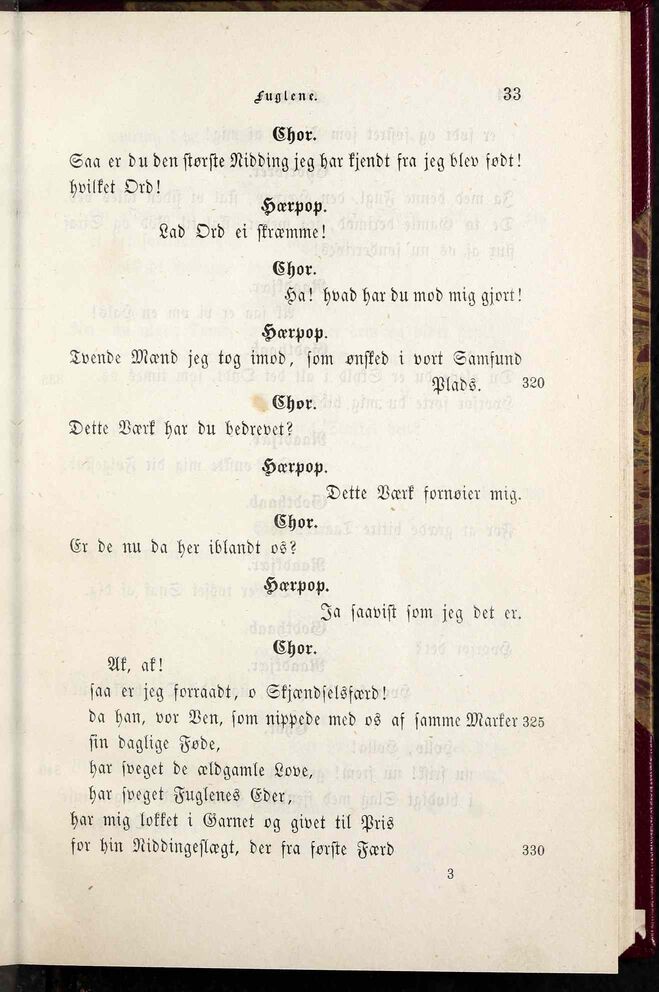 Fuglene. 33
Chor.
Saa er du den største Nidding jeg har kjendt fra jeg blev født!
hvilket Ord!
Hærpop.
Lad Ord ei skræmme!
Chor.
Ha! hvad har du mod mig gjort!
Hærpop.
Tvende Mænd jeg tog imod, som ønsked i vort Samfund
Plads. 320
Chor.
Dette Værk har du bedrevet?
Hærpop.
Dette Værk fornøier mig.
Chor.
Er de nu da her iblandt os?
Hærpop.
Ja saavist som jeg det er.
Chor.
Ak, ak!
saa er jeg forraadt, o Skjændselsfærd!
da han, vor Ven, som nippede med os af samme Marker 325
sin daglige Føde,
har sveget de ældgamle Love,
har sveget Fuglenes Eder,
har mig lokket i Garnet og givet til Pris
for hin Niddingeslægt, der fra første Færd 330
3